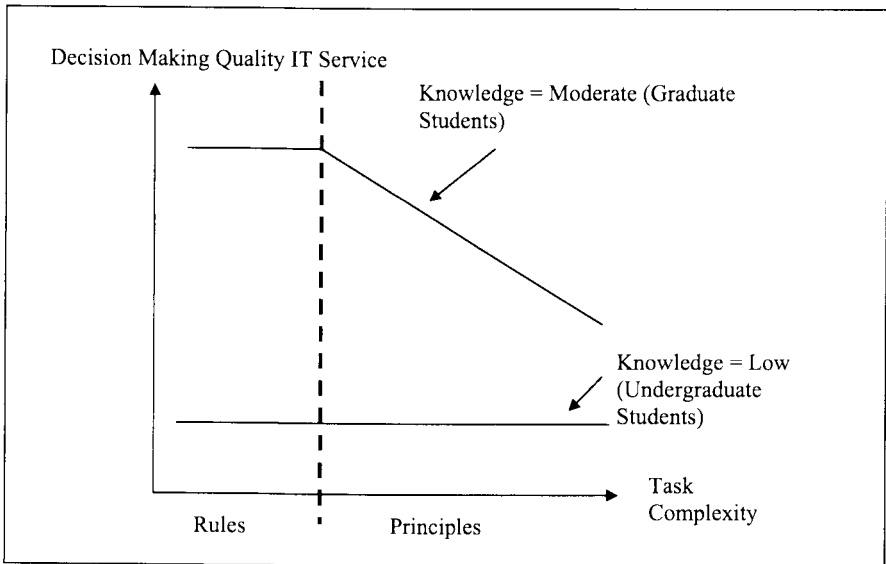 Decision Making Quality IT Service
Knowledge = Moderate (Graduate
Students)
Knowledge = Low
(Undergraduate
Students)
Task
Complexity
Rules
Principles